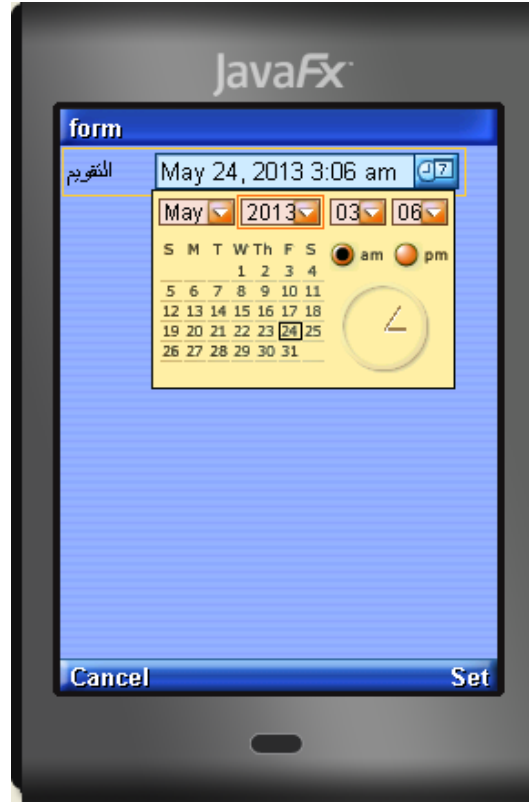 JavaFx
form
التقويم
May 24, 2013 3:06 am
7
May 2013 03 06
S M T W Th F S
am pm
1 2 3 4
5 6 7 8 9 10 11
12 13 14 15 16 17 18
19 20 21 22 23 24 25
26 27 28 29 30 31
Cancel Set